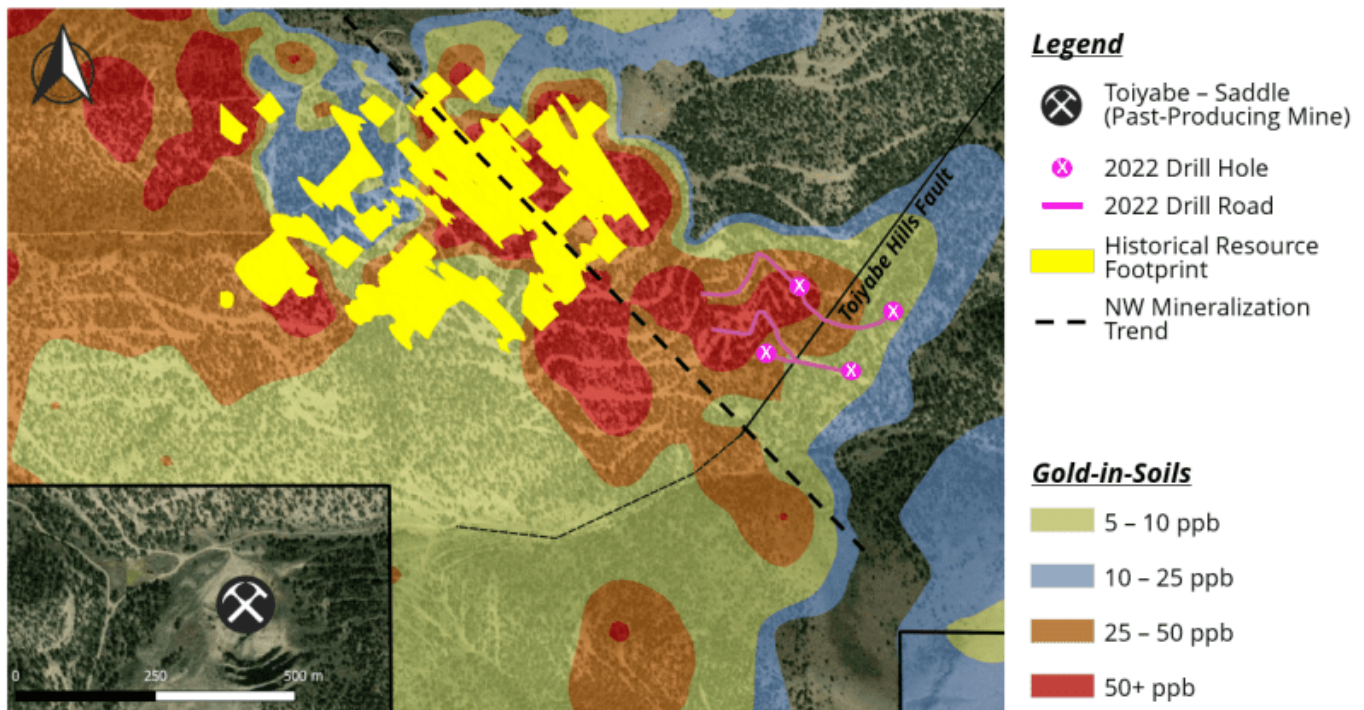 Legend
Toiyabe – Saddle
(Past-Producing Mine)
X 2022 Drill Hole
2022 Drill Road
Historical Resource
Footprint
NW Mineralization
Trend
Gold-in-Soils
5 – 10 ppb
10 – 25 ppb
25 – 50 ppb
50+ ppb
Toiyabe Hills Fault
X
X
X
X
0 250 500 m